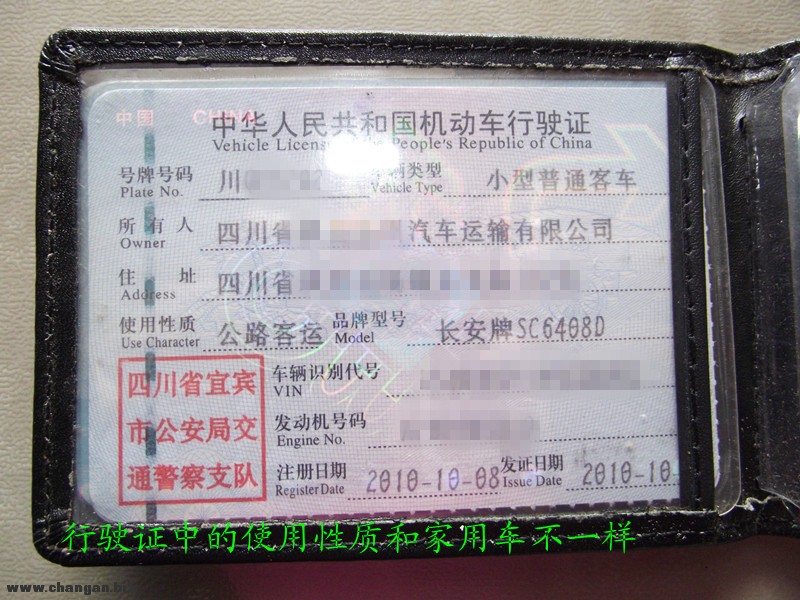 中国 CHINA
中华人民共和国机动车行驶证
Vehicle License People's Republic of China
号牌号码 川 车辆类型 小型普通客车
Plate No. Vehicle Type
所有人 四川省 汽车运输有限公司
Owner
住址 四川省
Address
使用性质 公路客运 品牌型号 长安牌SC6408D
Use Character Model
四川省宜宾
市公安局交
通警察支队
车辆识别代号
VIN
发动机号码
Engine No.
注册日期 2010-10-08 发证日期 2010-10-
Register Date Issue Date
行驶证中的使用性质和家用车不一样
www.changan.bi